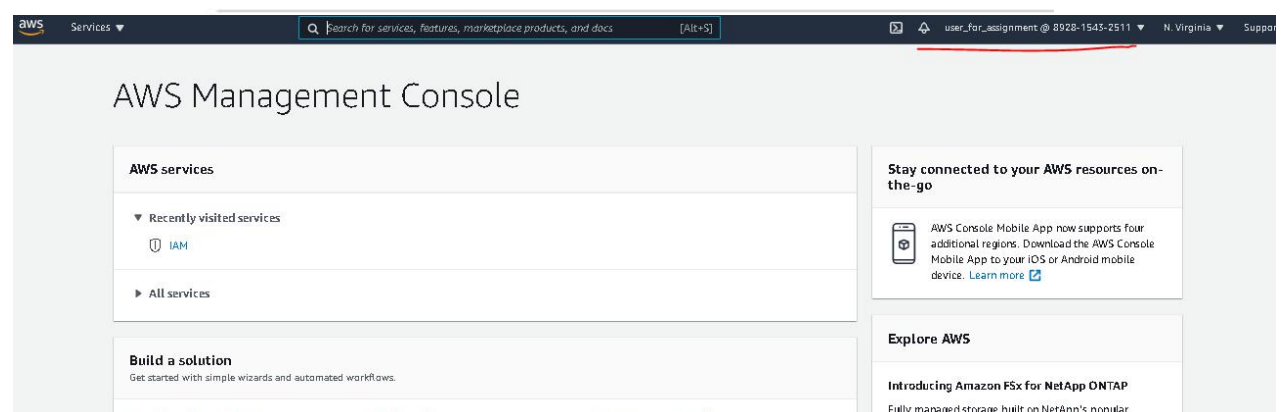 aws
Services ▼
Search for services, features, marketplace products, and docs [Alt+S]
user_for_assignment @ 8928-1543-2511 ▼
N. Virginia ▼
Suppor
AWS Management Console
AWS services
▼ Recently visited services
IAM
▶ All services
Build a solution
Get started with simple wizards and automated workflows.
Stay connected to your AWS resources on-
the-go
AWS Console Mobile App now supports four
additional regions. Download the AWS Console
Mobile App to your iOS or Android mobile
device. Learn more
Explore AWS
Introducing Amazon FSx for NetApp ONTAP
Fully managed storage built on NetApp's popular